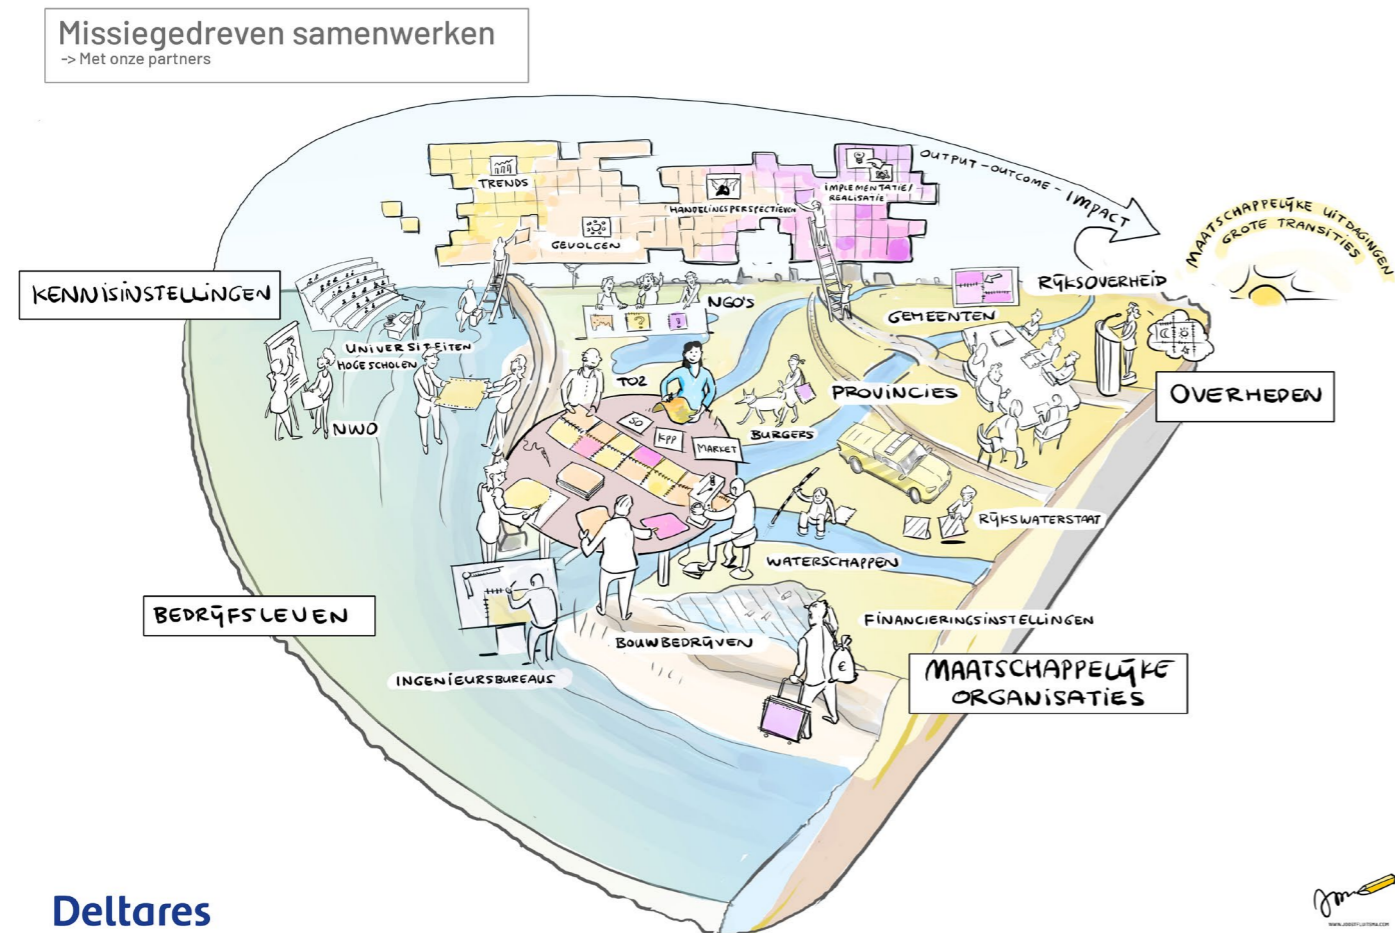 Missiegedreven samenwerken
-> Met onze partners
OUTPUT - OUTCOME - IMPACT
TRENDS
IMPLEMENTATIE/
REALISATIE
HANDELINGSPERSPECTIEVEN
GEVOLGEN
MAATSCHAPPELIJKE UITDAGINGEN
GROTE TRANSITIES
KENNISINSTELLINGEN
RIJKSOVERHEID
NGO'S
GEMEENTEN
UNIVERSITEITEN
HOGESCHOLEN
TO2
PROVINCIES
OVERHEDEN
NWO
SO
KPP
MARKET
BURGERS
RIJKSWATERSTAAT
WATERSCHAPPEN
BEDRIJFSLEVEN
BOUWBEDRIJVEN
FINANCIERINGSINSTELLINGEN
€
INGENIEURSBUREAUS
MAATSCHAPPELIJKE
ORGANISATIES
Deltares